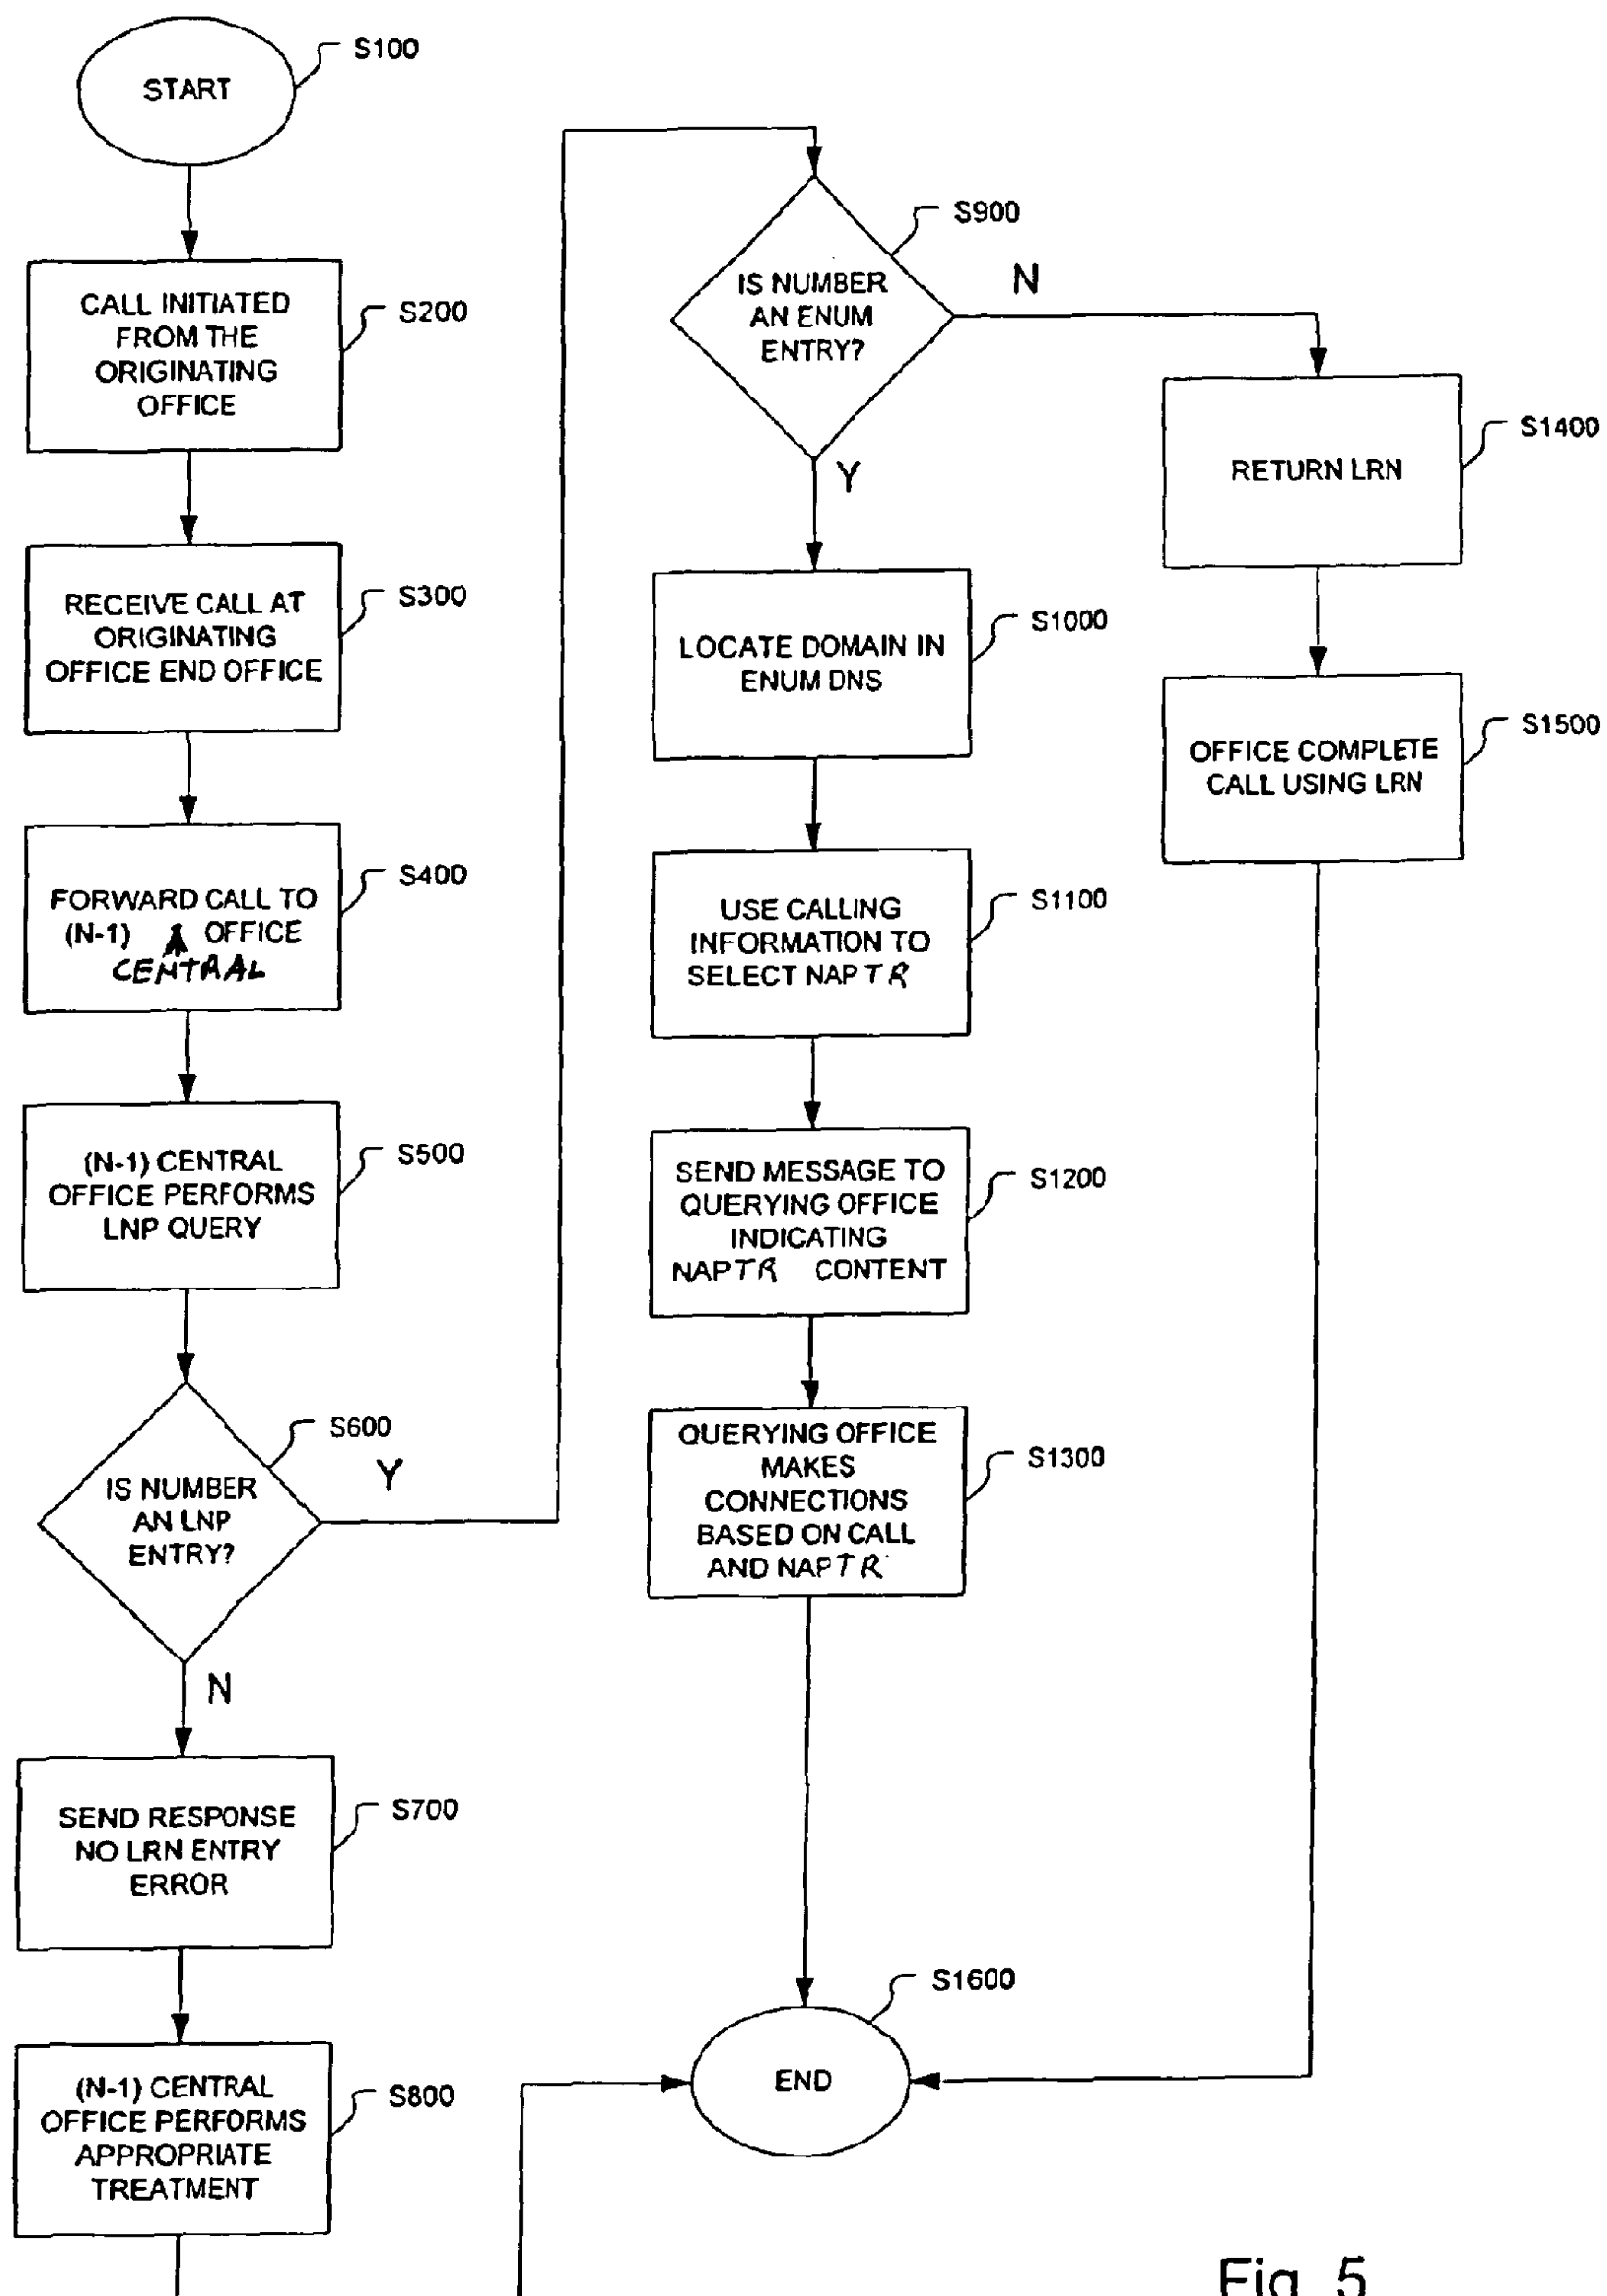 START
S100
CALL INITIATED
FROM THE
ORIGINATING
OFFICE
S200
RECEIVE CALL AT
ORIGINATING
OFFICE END OFFICE
S300
FORWARD CALL TO
(N-1) OFFICE
CENTRAL
S400
(N-1) CENTRAL
OFFICE PERFORMS
LNP QUERY
S500
IS NUMBER
AN LNP
ENTRY?
S600
Y
N
SEND RESPONSE
NO LRN ENTRY
ERROR
S700
(N-1) CENTRAL
OFFICE PERFORMS
APPROPRIATE
TREATMENT
S800
IS NUMBER
AN ENUM
ENTRY?
S900
N
Y
LOCATE DOMAIN IN
ENUM DNS
S1000
USE CALLING
INFORMATION TO
SELECT NAPTR
S1100
SEND MESSAGE TO
QUERYING OFFICE
INDICATING
NAPTR CONTENT
S1200
QUERYING OFFICE
MAKES
CONNECTIONS
BASED ON CALL
AND NAPTR
S1300
RETURN LRN
S1400
OFFICE COMPLETE
CALL USING LRN
S1500
END
S1600
Fig. 5